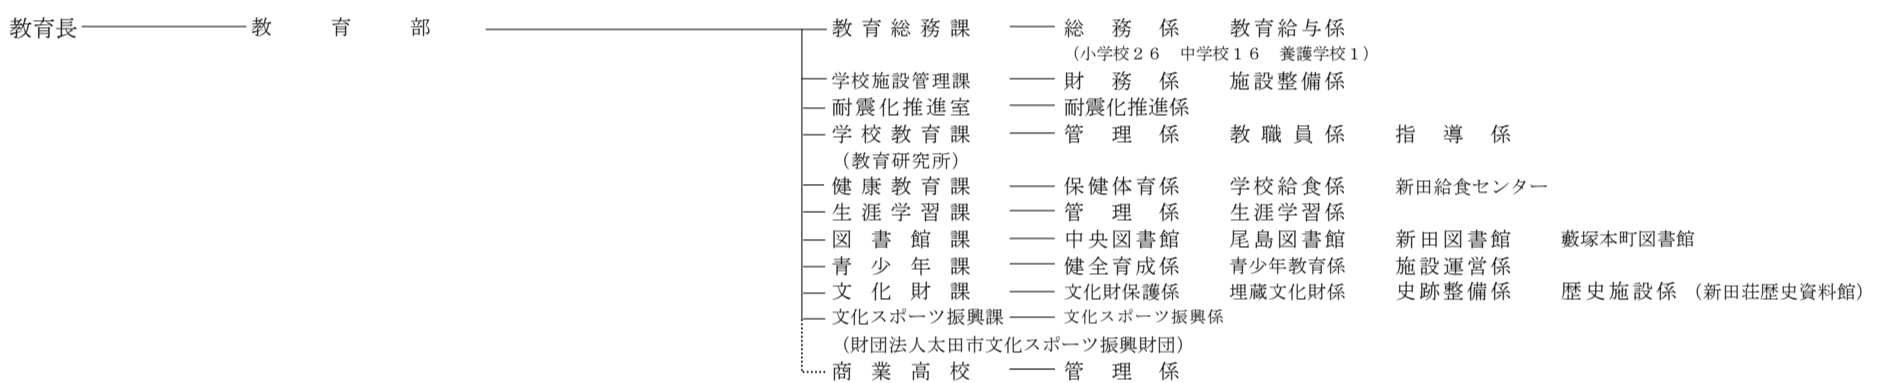 教育長 教育部 教育総務課 総務係 教育給与係
（小学校２６　中学校１６　養護学校１）
学校施設管理課 財務係 施設整備係
耐震化推進室 耐震化推進係
学校教育課 管理係 教職員係 指導係
（教育研究所）
健康教育課 保健体育係 学校給食係 新田給食センター
生涯学習課 管理係 生涯学習係
図書館課 中央図書館 尾島図書館 新田図書館 藪塚本町図書館
青少年課 健全育成係 青少年教育係 施設運営係
文化財課 文化財保護係 埋蔵文化財係 史跡整備係 歴史施設係 （新田荘歴史資料館）
文化スポーツ振興課 文化スポーツ振興係
（財団法人太田市文化スポーツ振興財団）
商業高校 管理係